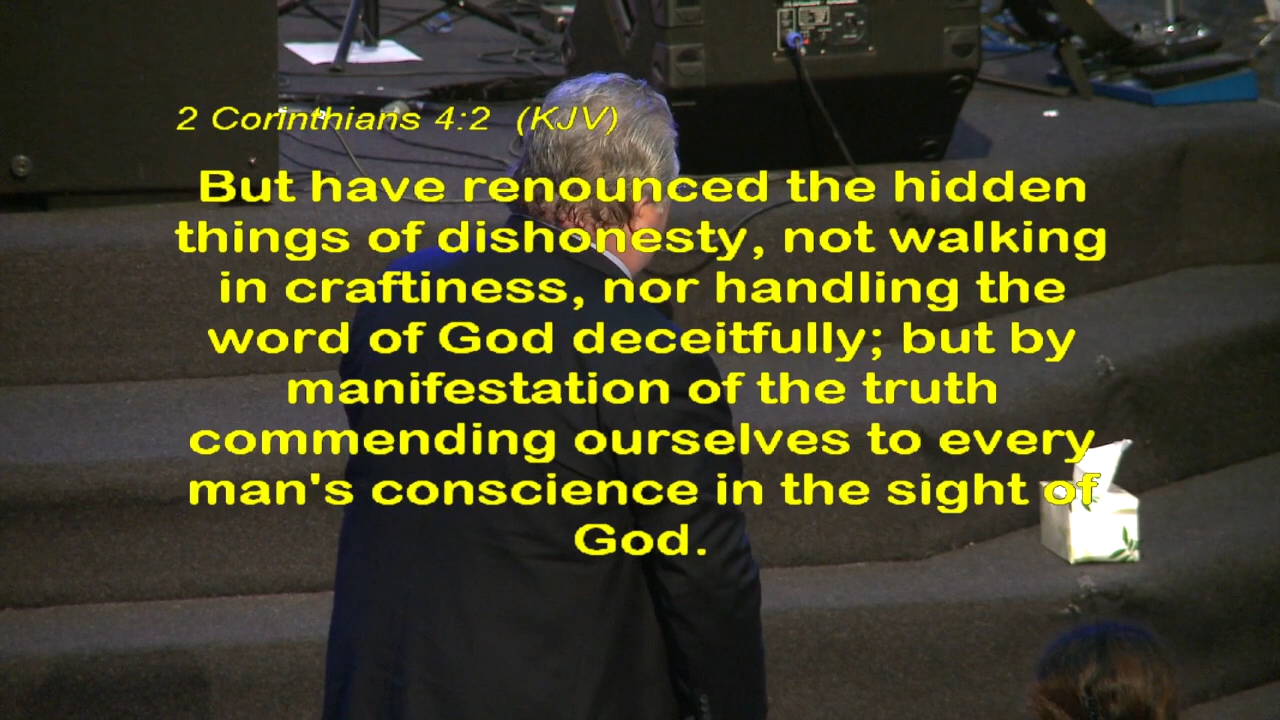 2 Corinthians 4:2 (KJV)
But have renounced the hidden
things of dishonesty, not walking
in craftiness, nor handling the
word of God deceitfully; but by
manifestation of the truth
commending ourselves to every
man's conscience in the sight of
God.